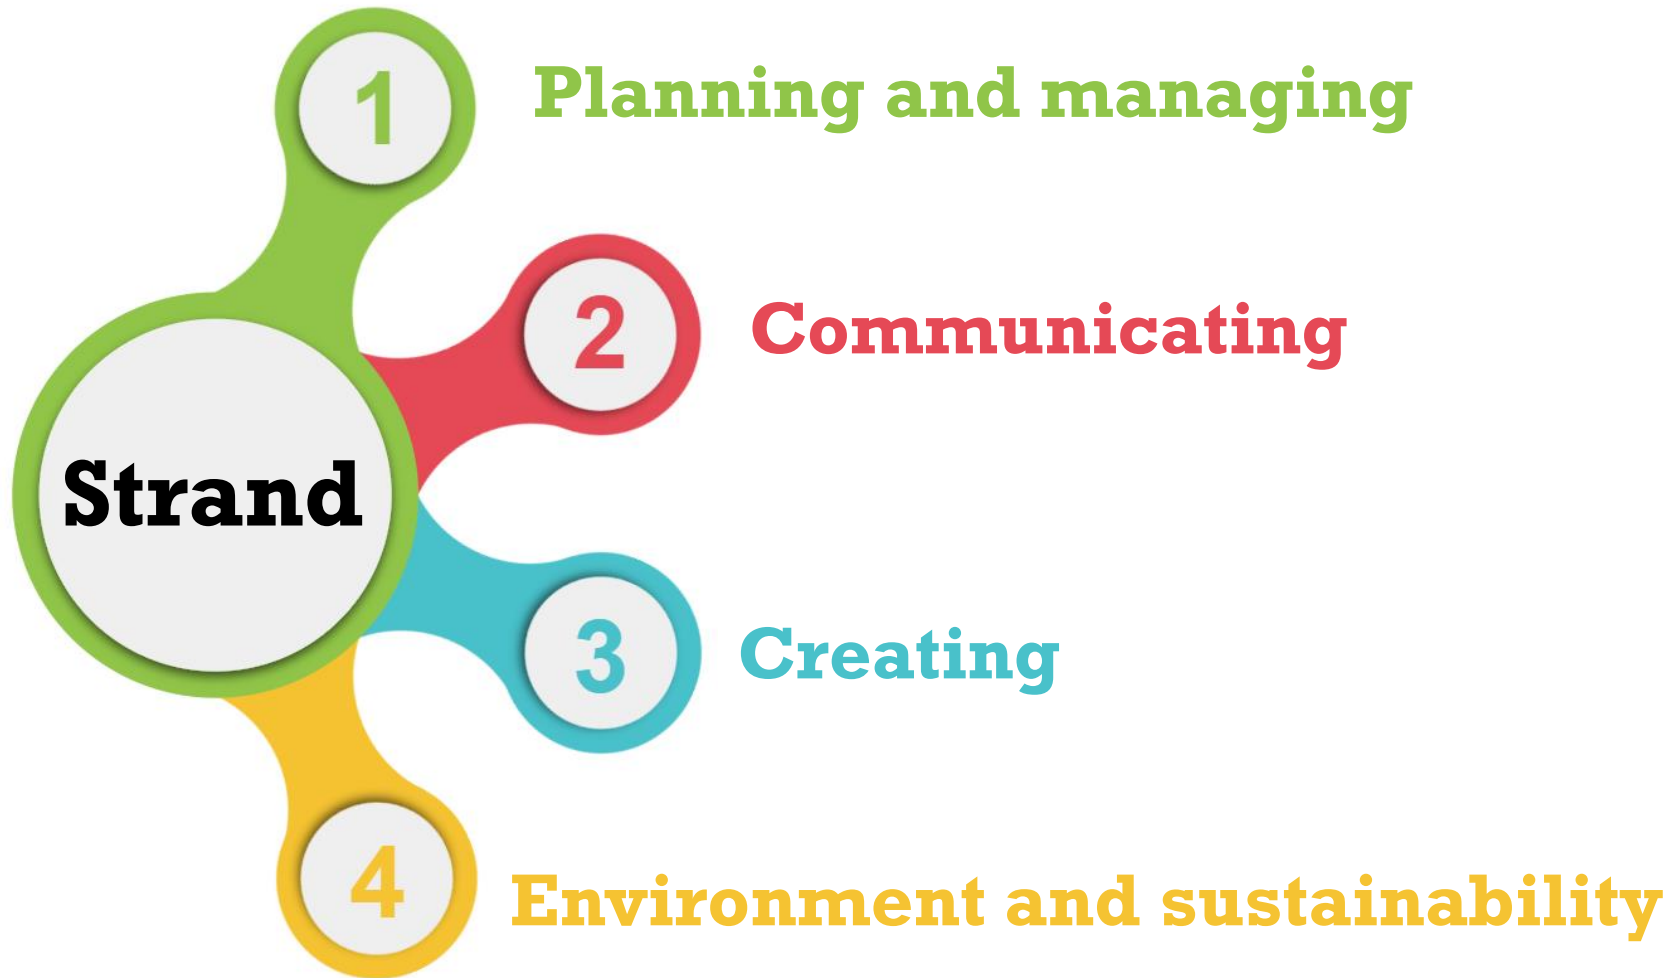 1 Planning and managing
2 Communicating
Strand
3 Creating
4 Environment and sustainability